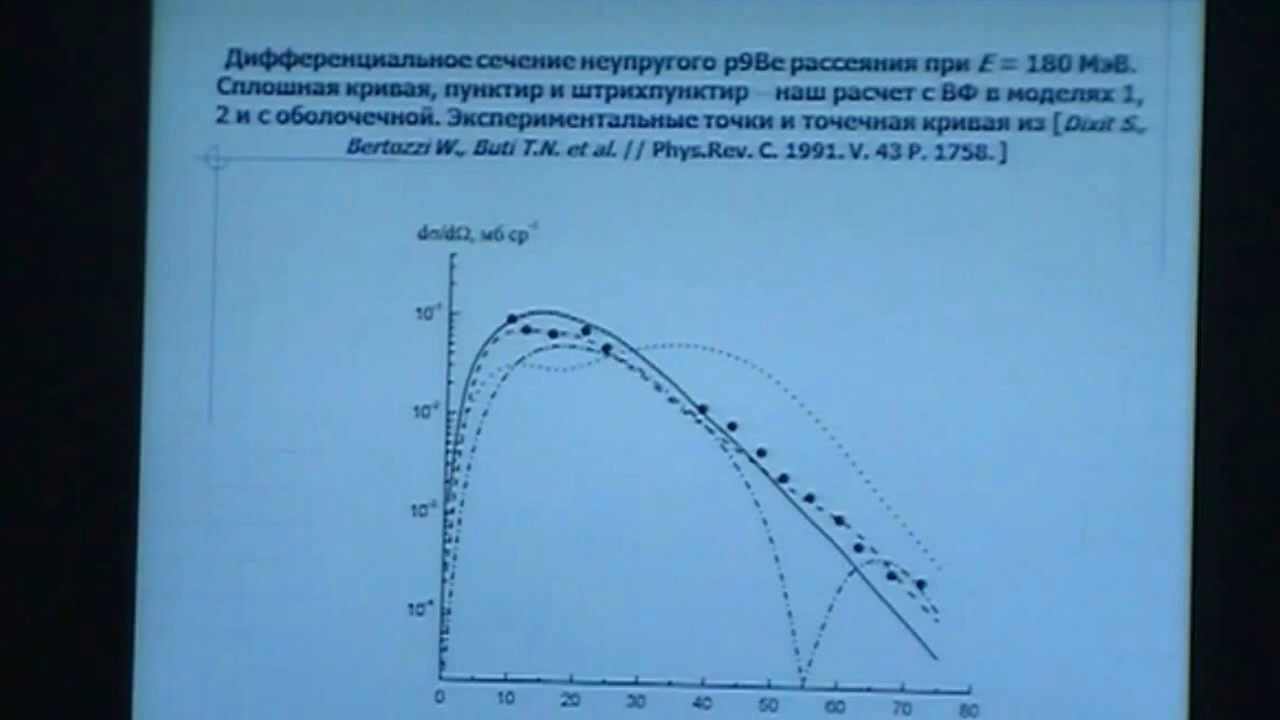 Дифференциальное сечение неупругого p9Be рассеяния при E = 180 МэВ.
Сплошная кривая, пунктир и штрихпунктир – наш расчет с ВФ в моделях 1,
2 и с оболочечной. Экспериментальные точки и точечная кривая из [Dixit S.,
Bertozzi W., Buti T.N. et al. // Phys.Rev. C. 1991. V. 43 P. 1758. ]
dσ/dΩ, мб ср⁻¹
10⁻¹
10⁻²
10⁻³
10⁻⁴
0 10 20 30 40 50 60 70 80